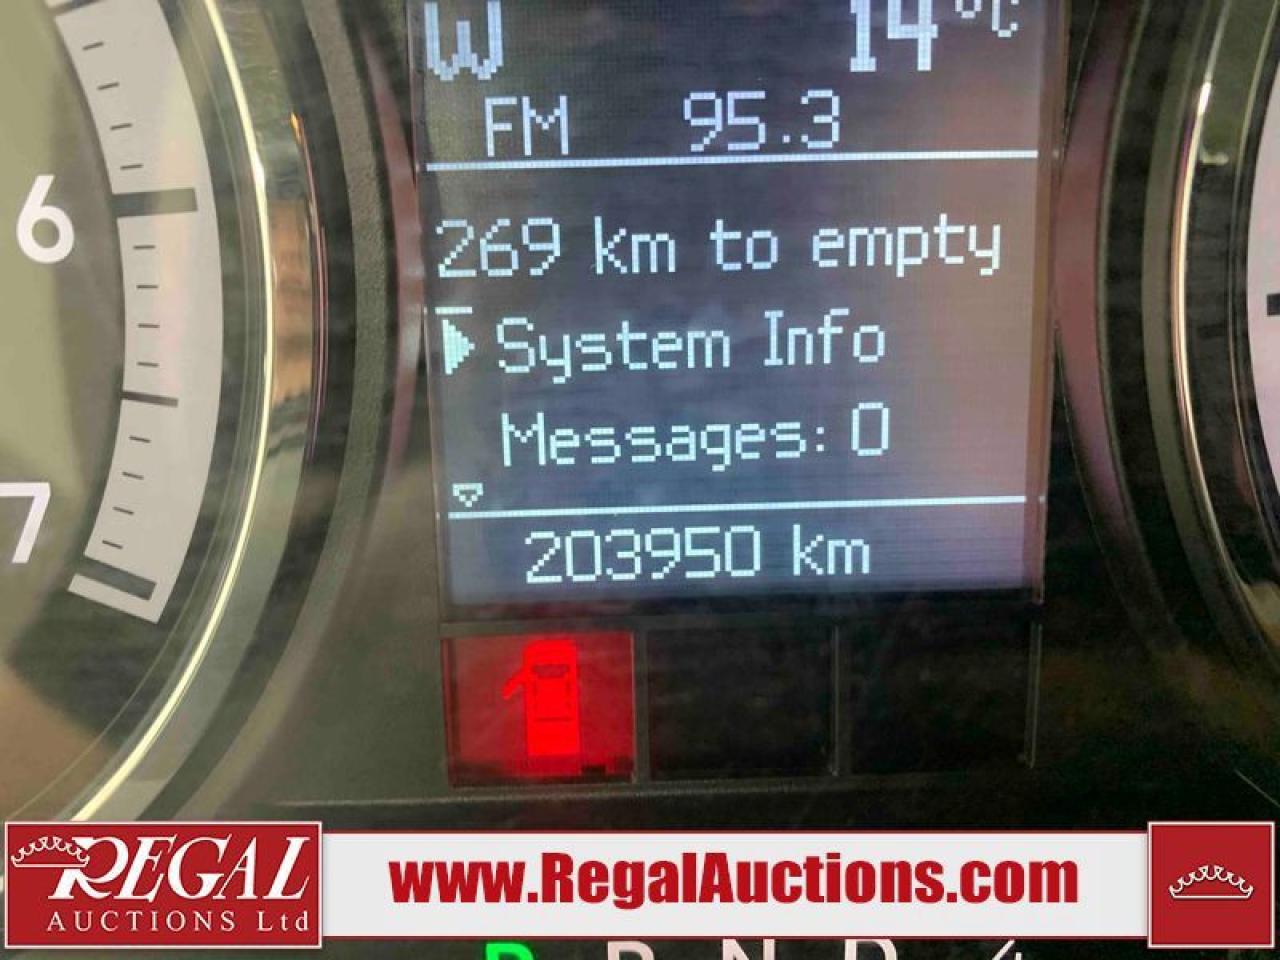 W 14°C
FM 95.3
269 km to empty
System Info
Messages: 0
203950 km
6
7
REGAL
AUCTIONS Ltd
www.RegalAuctions.com
P R N D 4